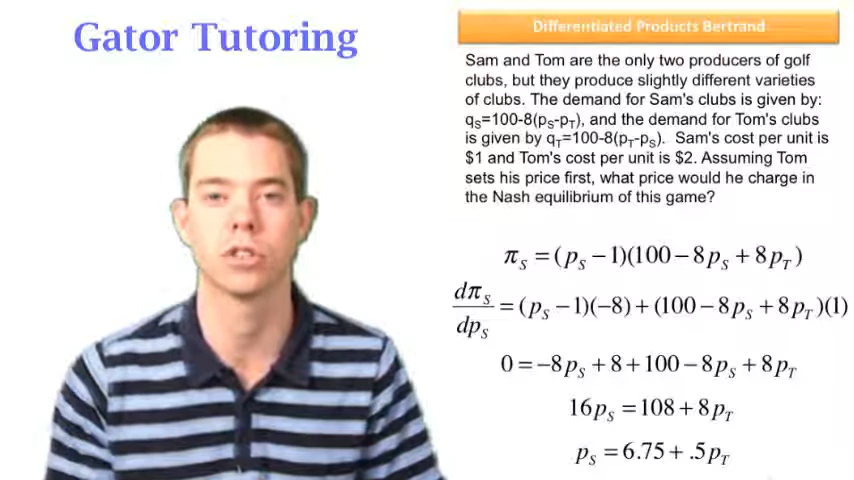 Gator Tutoring
Differentiated Products Bertrand
Sam and Tom are the only two producers of golf
clubs, but they produce slightly different varieties
of clubs. The demand for Sam's clubs is given by:
qS=100-8(pS-pT), and the demand for Tom's clubs
is given by qT=100-8(pT-pS). Sam's cost per unit is
$1 and Tom's cost per unit is $2. Assuming Tom
sets his price first, what price would he charge in
the Nash equilibrium of this game?
πS = (pS − 1)(100 − 8pS + 8pT)
dπS/dpS = (pS − 1)(−8) + (100 − 8pS + 8pT)(1)
0 = −8pS + 8 + 100 − 8pS + 8pT
16pS = 108 + 8pT
pS = 6.75 + .5pT